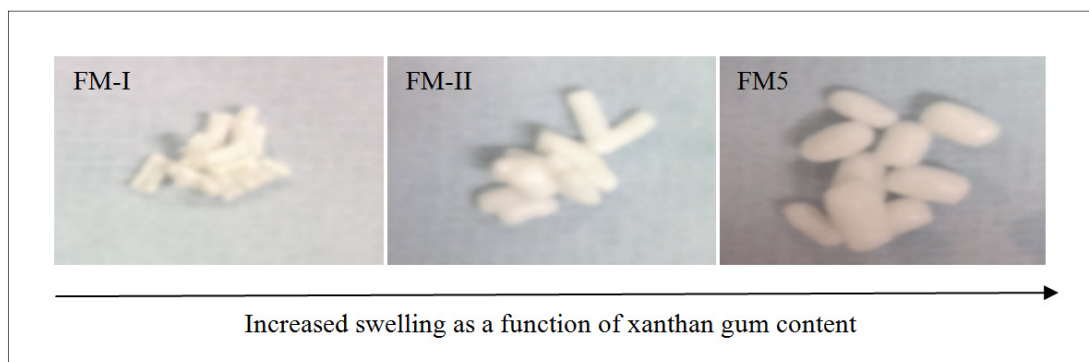 FM-I
FM-II
FM5
Increased swelling as a function of xanthan gum content